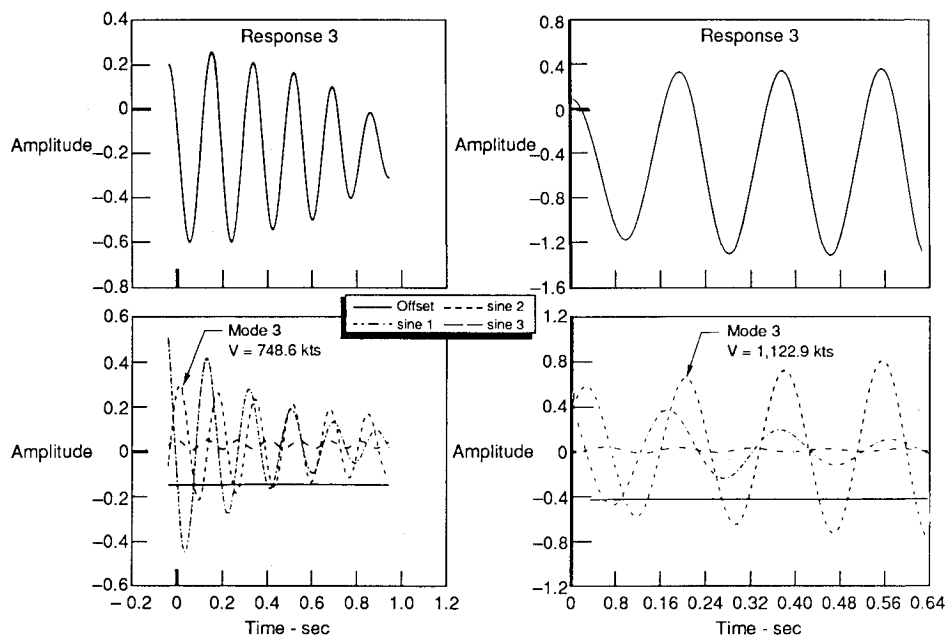 Response 3
0.4
0.2
0
Amplitude
−0.2
−0.4
−0.6
−0.8
Response 3
0.8
0.4
0
Amplitude
−0.4
−0.8
−1.2
−1.6
Offset
sine 2
sine 1
sine 3
Mode 3
V = 748.6 kts
0.6
0.4
0.2
Amplitude
0
−0.2
−0.4
−0.6
−0.2 0 0.2 0.4 0.6 0.8 1.0 1.2
Time - sec
Mode 3
V = 1,122.9 kts
1.2
0.8
0.4
Amplitude
0
−0.4
−0.8
−1.2
0 0.8 0.16 0.24 0.32 0.40 0.48 0.56 0.64
Time - sec